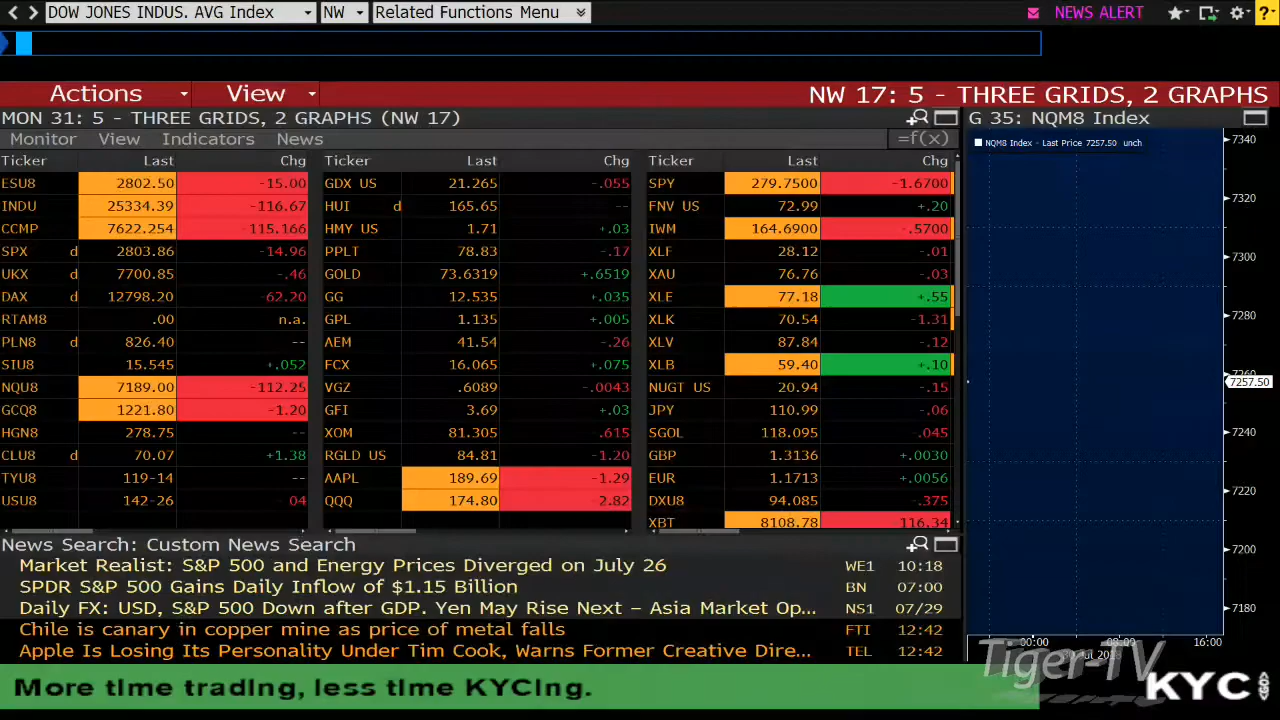 DOW JONES INDUS. AVG Index NW Related Functions Menu NEWS ALERT ?
Actions View NW 17: 5 - THREE GRIDS, 2 GRAPHS
MON 31: 5 - THREE GRIDS, 2 GRAPHS (NW 17) G 35: NQM8 Index
Monitor View Indicators News =f(x)
Ticker Last Chg Ticker Last Chg Ticker Last Chg
ESU8 2802.50 -15.00 GDX US 21.265 -.055 SPY 279.7500 -1.6700
INDU 25334.39 -116.67 HUI d 165.65 -- FNV US 72.99 +.20
CCMP 7622.254 -115.166 HMY US 1.71 +.03 IWM 164.6900 -.5700
SPX d 2803.86 -14.96 PPLT 78.83 -.17 XLF 28.12 -.01
UKX d 7700.85 -.46 GOLD 73.6319 +.6519 XAU 76.76 -.03
DAX d 12798.20 -62.20 GG 12.535 +.035 XLE 77.18 +.55
RTAM8 .00 n.a. GPL 1.135 +.005 XLK 70.54 -1.31
PLN8 d 826.40 -- AEM 41.54 -.26 XLV 87.84 -.12
SIU8 15.545 +.052 FCX 16.065 +.075 XLB 59.40 +.10
NQU8 7189.00 -112.25 VGZ .6089 -.0043 NUGT US 20.94 -.15
GCQ8 1221.80 -1.20 GFI 3.69 +.03 JPY 110.99 -.06
HGN8 278.75 -- XOM 81.305 -.615 SGOL 118.095 -.045
CLU8 d 70.07 +1.38 RGLD US 84.81 -1.20 GBP 1.3136 +.0030
TYU8 119-14 -- AAPL 189.69 -1.29 EUR 1.1713 +.0056
USU8 142-26 04 QQQ 174.80 -2.82 DXU8 94.085 -.375
XBT 8108.78 -116.34
NQM8 Index - Last Price 7257.50 unch
7340
7320
7300
7280
7260
7257.50
7240
7220
7200
7180
00:00 08:00 16:00
News Search: Custom News Search
Market Realist: S&P 500 and Energy Prices Diverged on July 26 WE1 10:18
SPDR S&P 500 Gains Daily Inflow of $1.15 Billion BN 07:00
Daily FX: USD, S&P 500 Down after GDP. Yen May Rise Next – Asia Market Op... NS1 07/29
Chile is canary in copper mine as price of metal falls FTI 12:42
Apple Is Losing Its Personality Under Tim Cook, Warns Former Creative Dire... TEL 12:42
Tiger-TV
More time trading, less time KYCing.
KYC